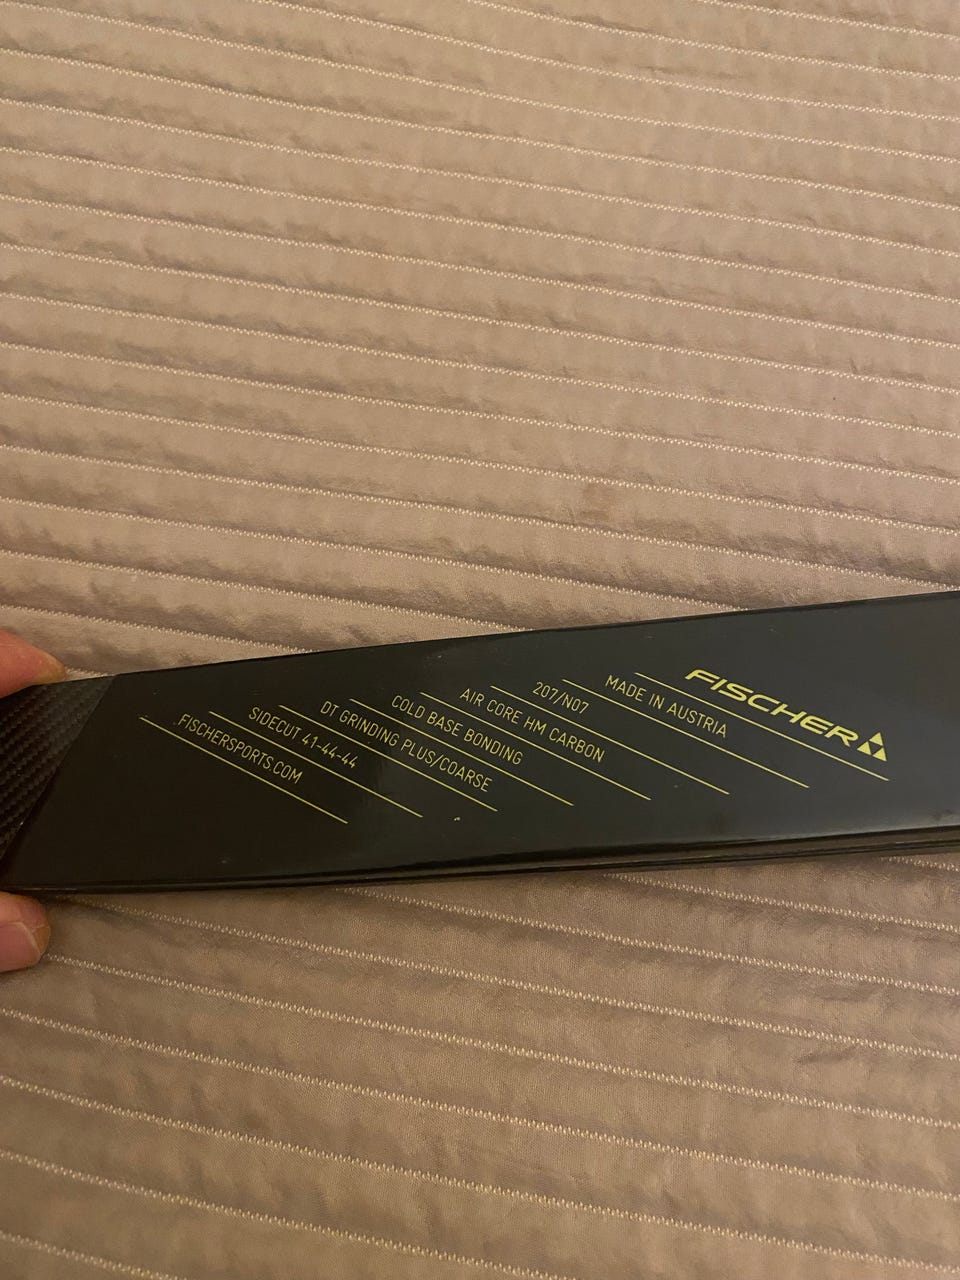 FISCHER
MADE IN AUSTRIA
207/N07
AIR CORE HM CARBON
COLD BASE BONDING
DT GRINDING PLUS/COARSE
SIDECUT 41-44-44
FISCHERSPORTS.COM